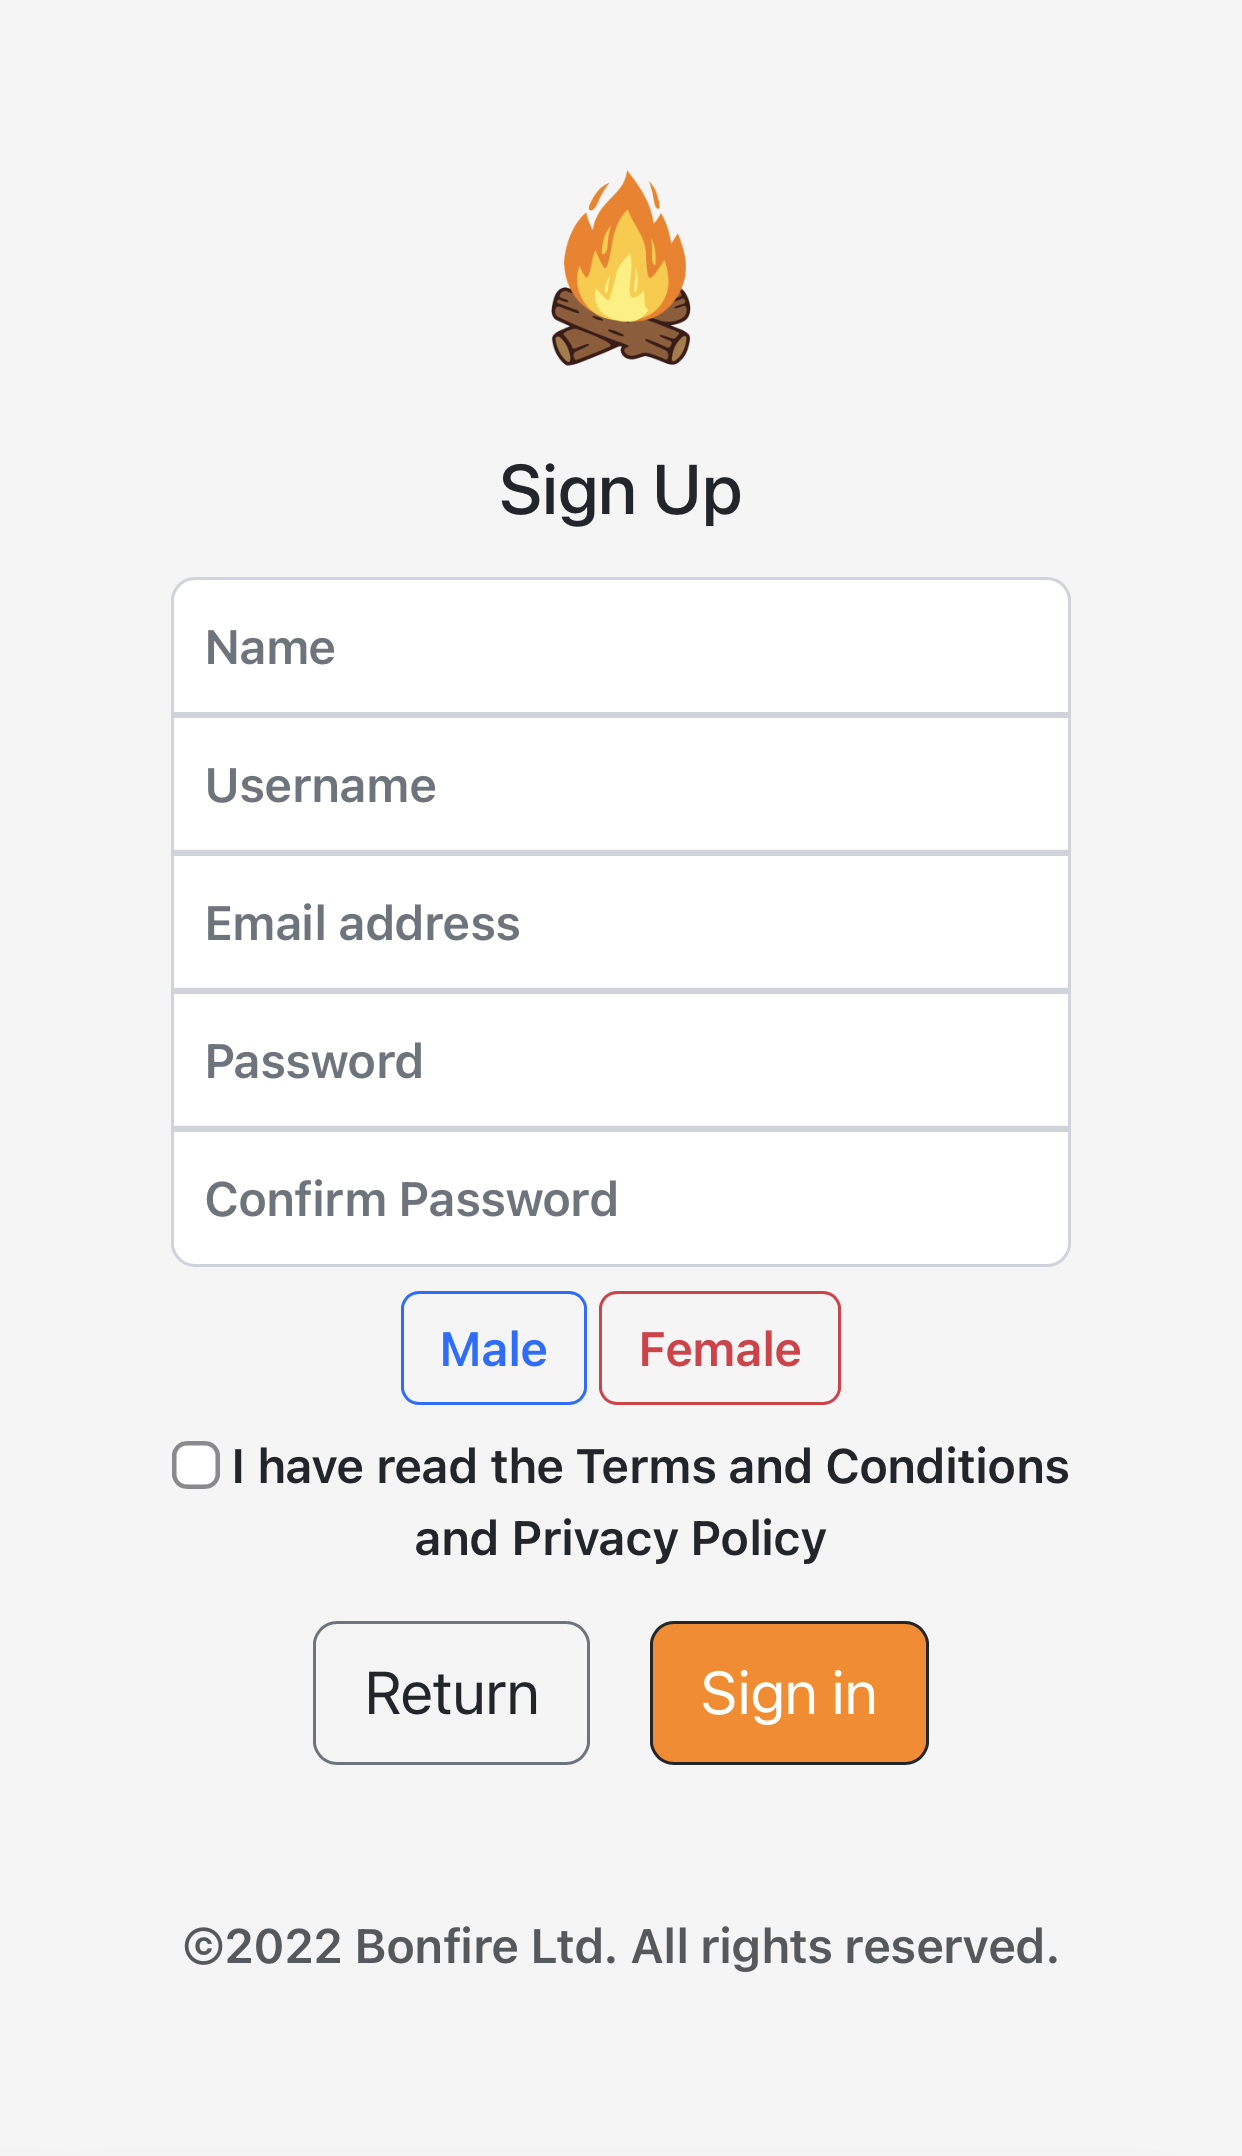 Sign Up
Name
Username
Email address
Password
Confirm Password
Male Female
I have read the Terms and Conditions
and Privacy Policy
Return Sign in
©2022 Bonfire Ltd. All rights reserved.